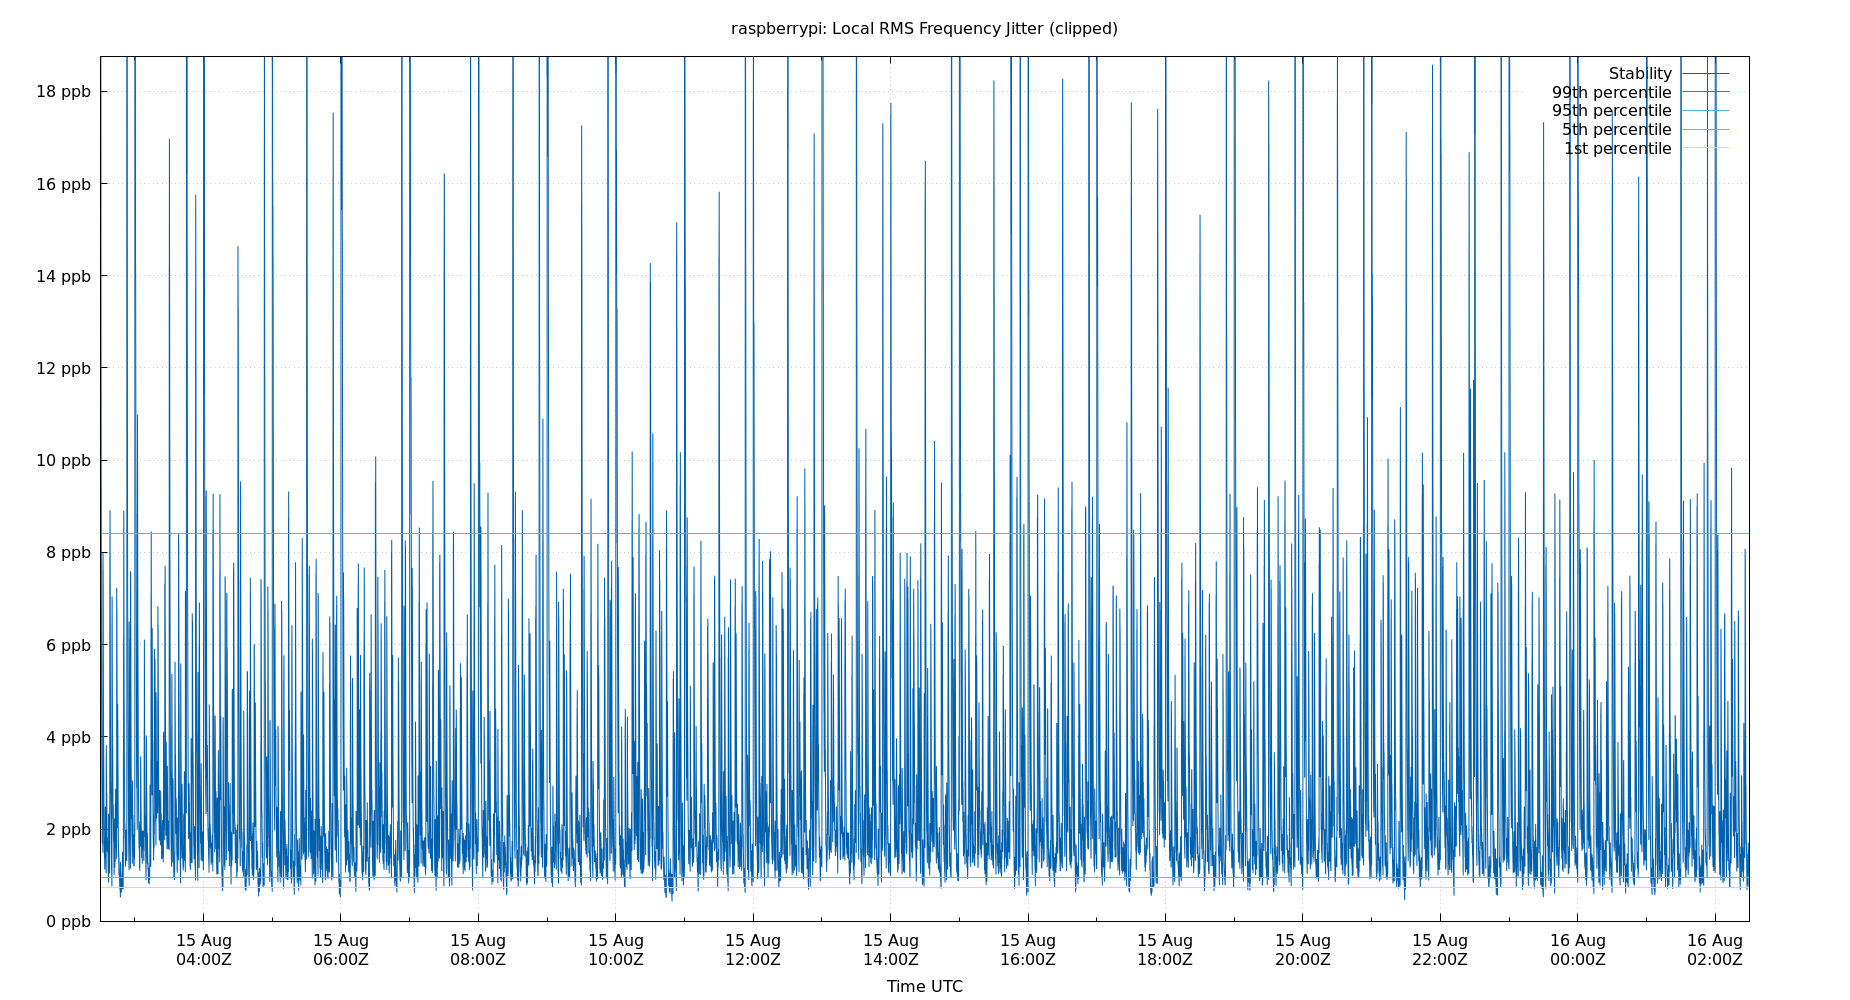 raspberrypi: Local RMS Frequency Jitter (clipped)
Stability
99th percentile
95th percentile
5th percentile
1st percentile
18 ppb
16 ppb
14 ppb
12 ppb
10 ppb
8 ppb
6 ppb
4 ppb
2 ppb
0 ppb
15 Aug 15 Aug 15 Aug 15 Aug 15 Aug 15 Aug 15 Aug 15 Aug 15 Aug 15 Aug 16 Aug 16 Aug
04:00Z 06:00Z 08:00Z 10:00Z 12:00Z 14:00Z 16:00Z 18:00Z 20:00Z 22:00Z 00:00Z 02:00Z
Time UTC